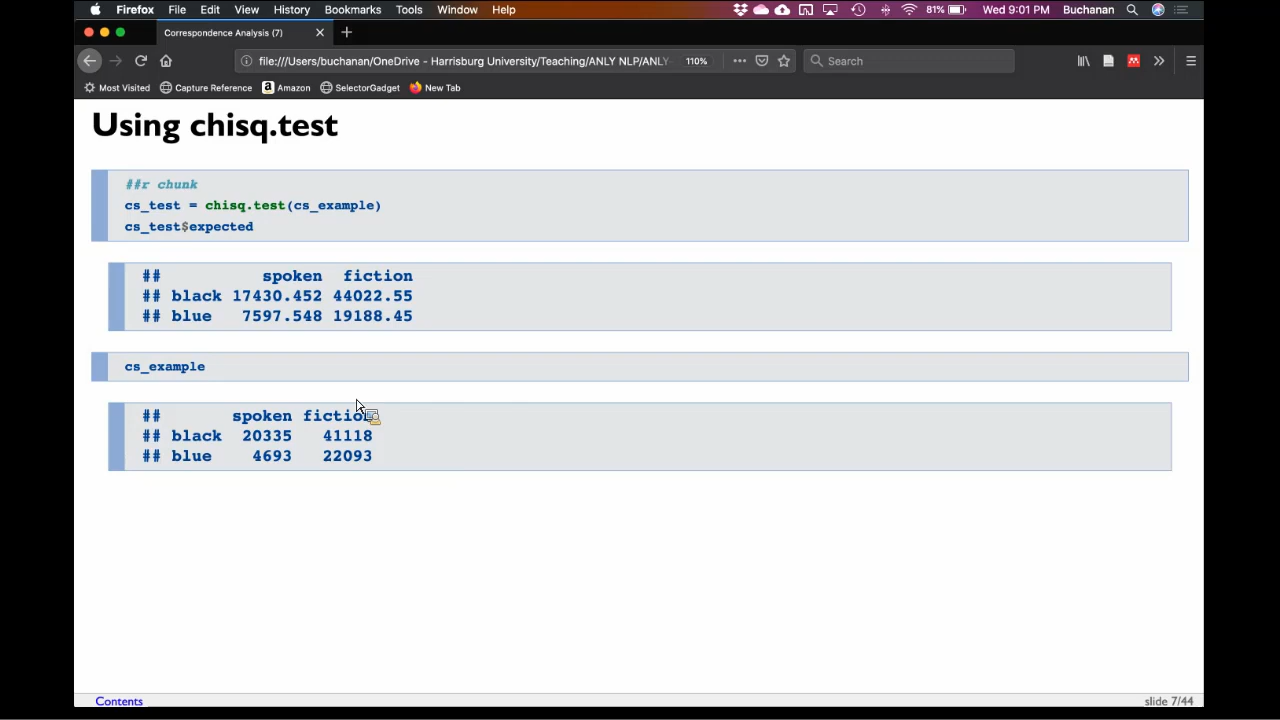 Firefox File Edit View History Bookmarks Tools Window Help 81% Wed 9:01 PM Buchanan
Correspondence Analysis (7)
file:///Users/buchanan/OneDrive - Harrisburg University/Teaching/ANLY NLP/ANLY 110% Search
Most Visited Capture Reference Amazon SelectorGadget New Tab
Using chisq.test
##r chunk
cs_test = chisq.test(cs_example)
cs_test$expected
## spoken fiction
## black 17430.452 44022.55
## blue 7597.548 19188.45
cs_example
## spoken fiction
## black 20335 41118
## blue 4693 22093
Contents slide 7/44